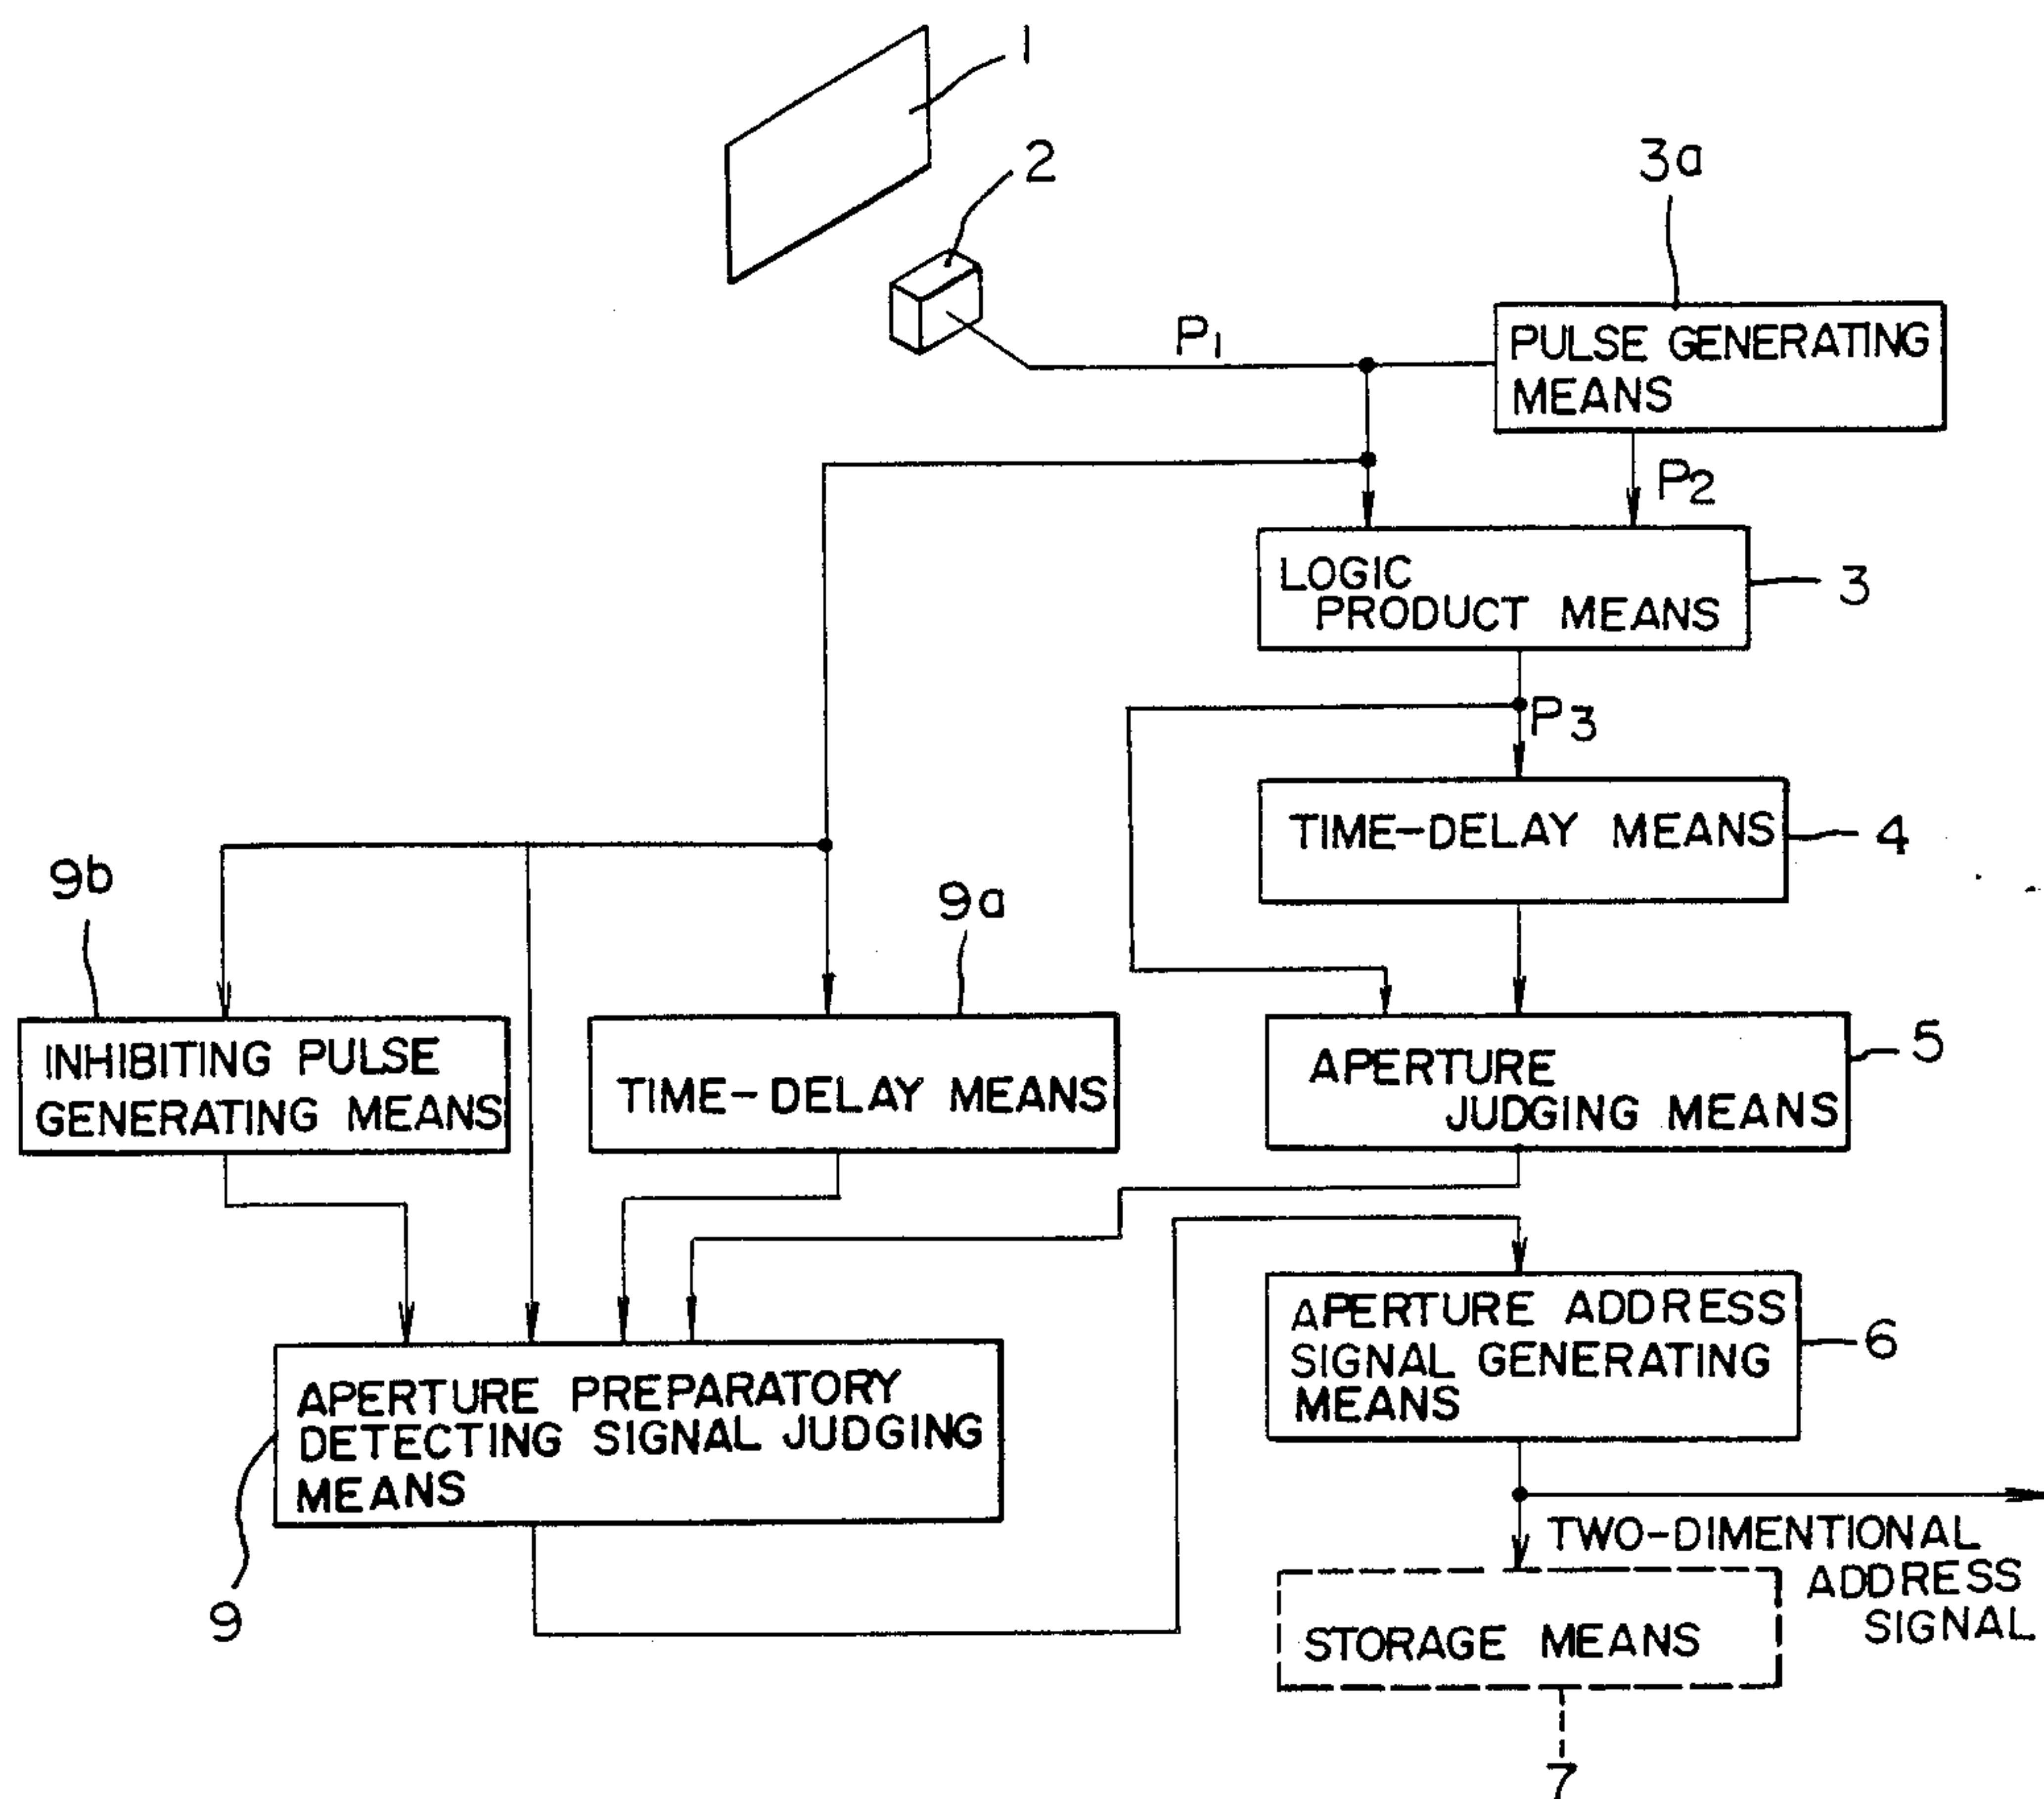 1
2
3a
P1
PULSE GENERATING
MEANS
P2
LOGIC
PRODUCT MEANS
3
P3
TIME-DELAY MEANS
4
9b
9a
INHIBITING PULSE
GENERATING MEANS
TIME-DELAY MEANS
APERTURE
JUDGING MEANS
5
APERTURE ADDRESS
SIGNAL GENERATING
MEANS
6
APERTURE PREPARATORY
DETECTING SIGNAL JUDGING
MEANS
9
TWO-DIMENTIONAL
ADDRESS
SIGNAL
STORAGE MEANS
7